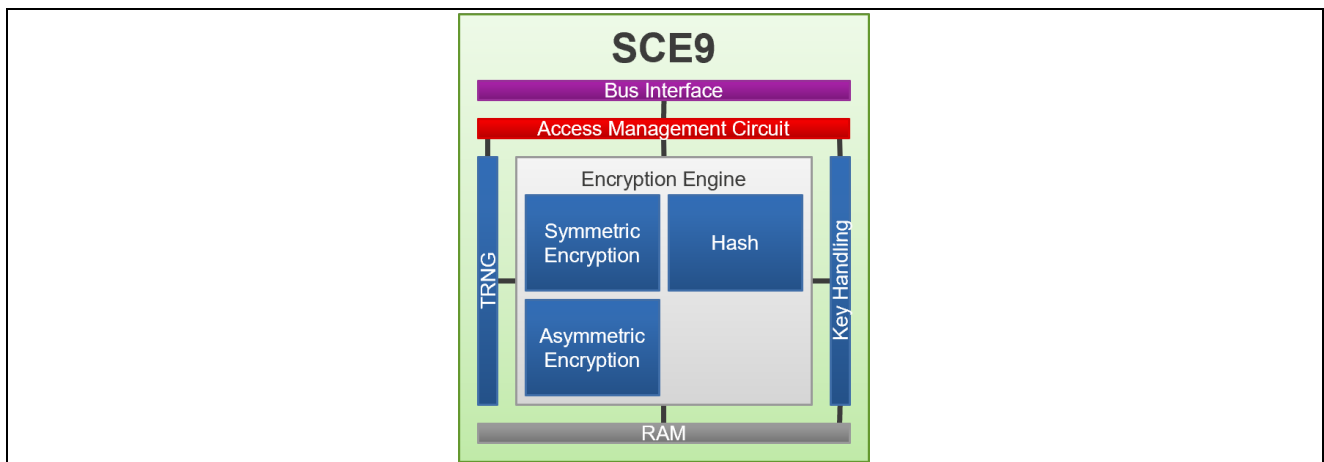 SCE9
Bus Interface
Access Management Circuit
Encryption Engine
Symmetric
Encryption
Hash
TRNG
Key Handling
Asymmetric
Encryption
RAM